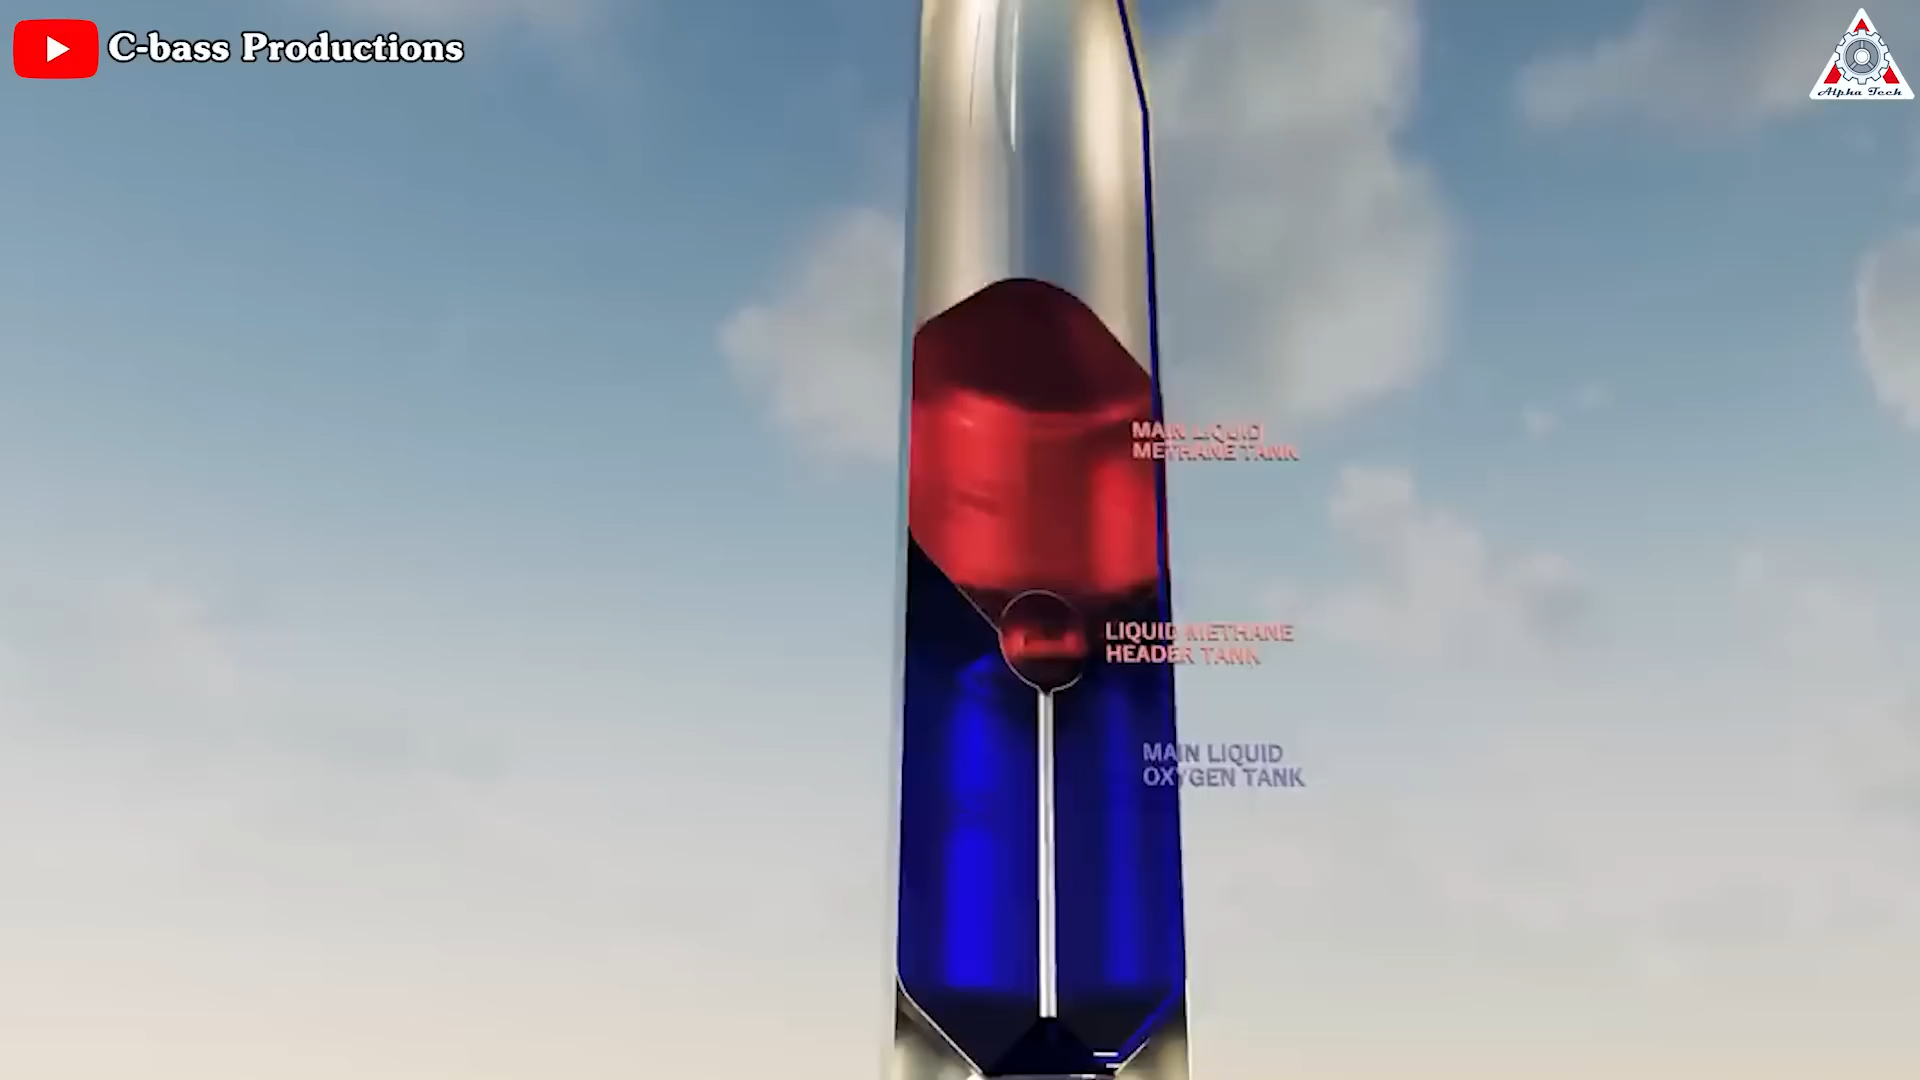 C-bass Productions
Alpha Tech
MAIN LIQUID
METHANE TANK
LIQUID METHANE
HEADER TANK
MAIN LIQUID
OXYGEN TANK